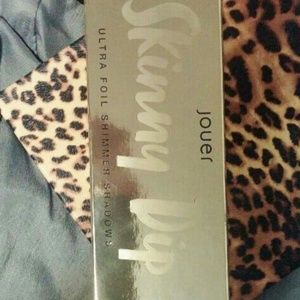 jouer
Skinny Dip
ULTRA FOIL SHIMMER SHADOWS